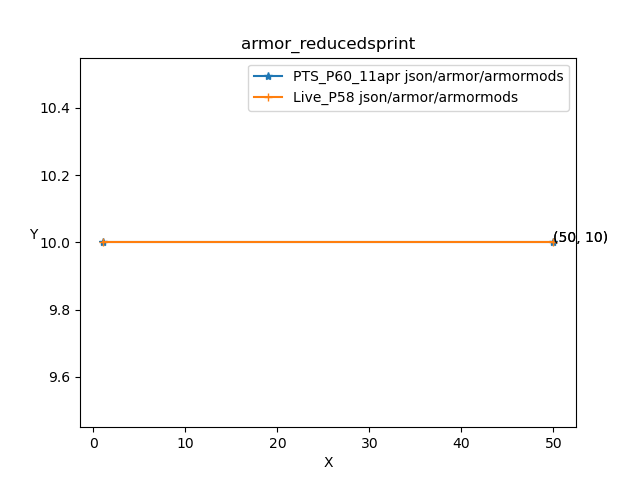 armor_reducedsprint
PTS_P60_11apr json/armor/armormods
Live_P58 json/armor/armormods
10.4
10.2
10.0
9.8
9.6
Y
(50, 10)
0 10 20 30 40 50
X